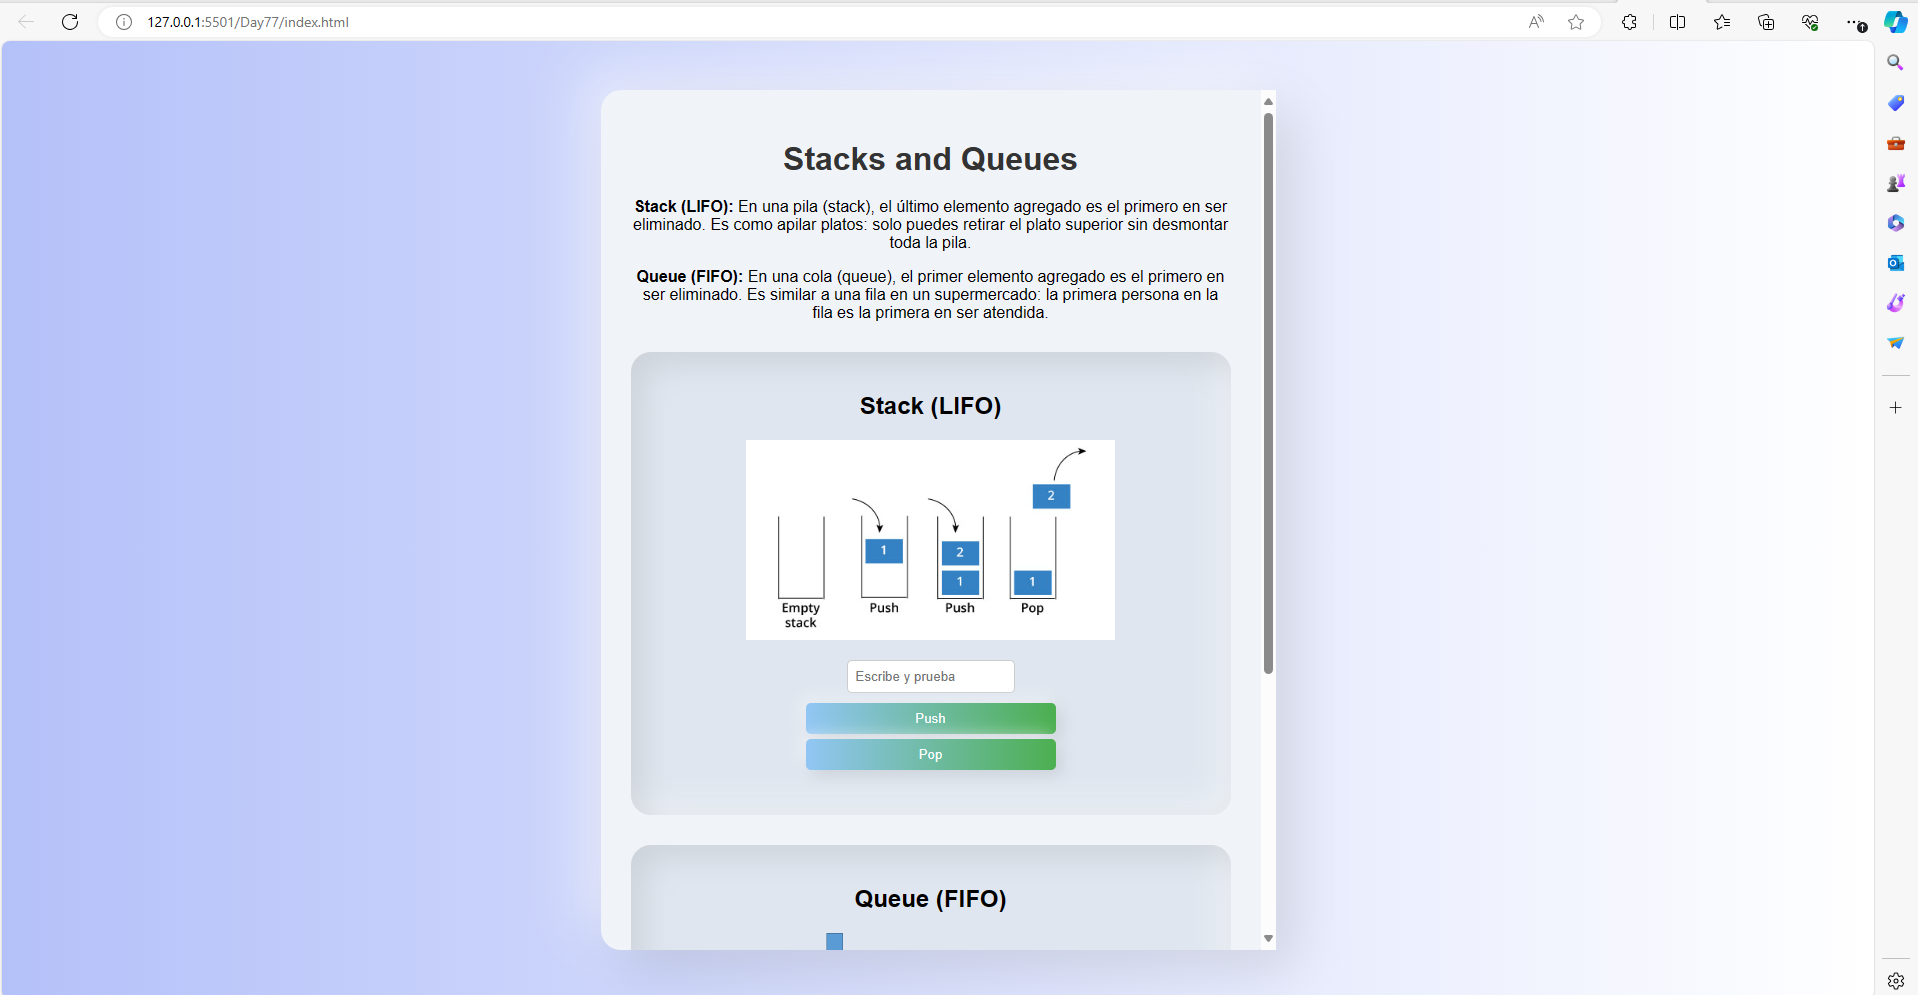 127.0.0.1:5501/Day77/index.html
Stacks and Queues
Stack (LIFO): En una pila (stack), el último elemento agregado es el primero en ser
eliminado. Es como apilar platos: solo puedes retirar el plato superior sin desmontar
toda la pila.
Queue (FIFO): En una cola (queue), el primer elemento agregado es el primero en
ser eliminado. Es similar a una fila en un supermercado: la primera persona en la
fila es la primera en ser atendida.
Stack (LIFO)
2
1
2
1
1
Empty
stack
Push
Push
Pop
Escribe y prueba
Push
Pop
Queue (FIFO)